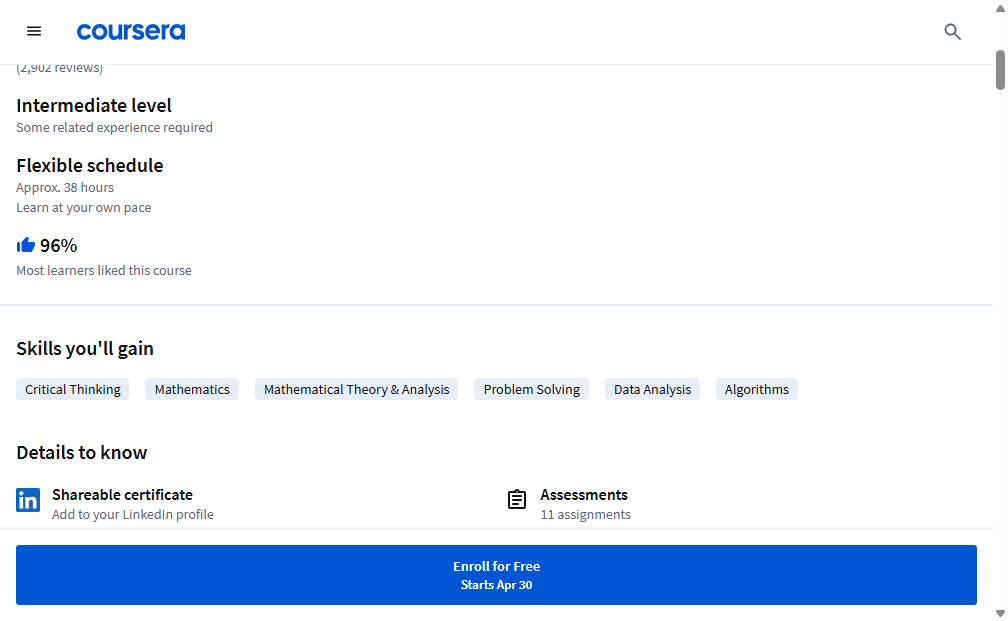 coursera
(2,902 reviews)
Intermediate level
Some related experience required
Flexible schedule
Approx. 38 hours
Learn at your own pace
96%
Most learners liked this course
Skills you'll gain
Critical Thinking Mathematics Mathematical Theory & Analysis Problem Solving Data Analysis Algorithms
Details to know
in
Shareable certificate
Add to your LinkedIn profile
Assessments
11 assignments
Enroll for Free
Starts Apr 30